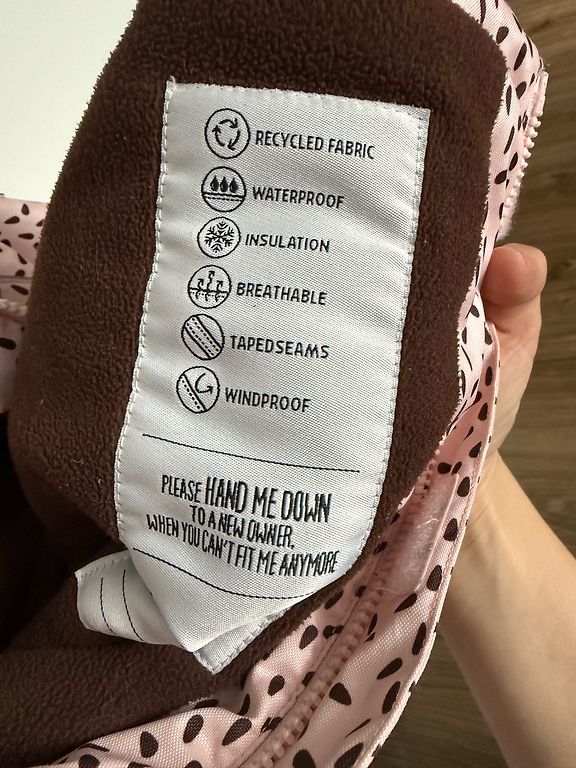 RECYCLED FABRIC
WATERPROOF
INSULATION
BREATHABLE
TAPEDSEAMS
WINDPROOF
PLEASE HAND ME DOWN
TO A NEW OWNER,
WHEN YOU CAN'T FIT ME ANYMORE